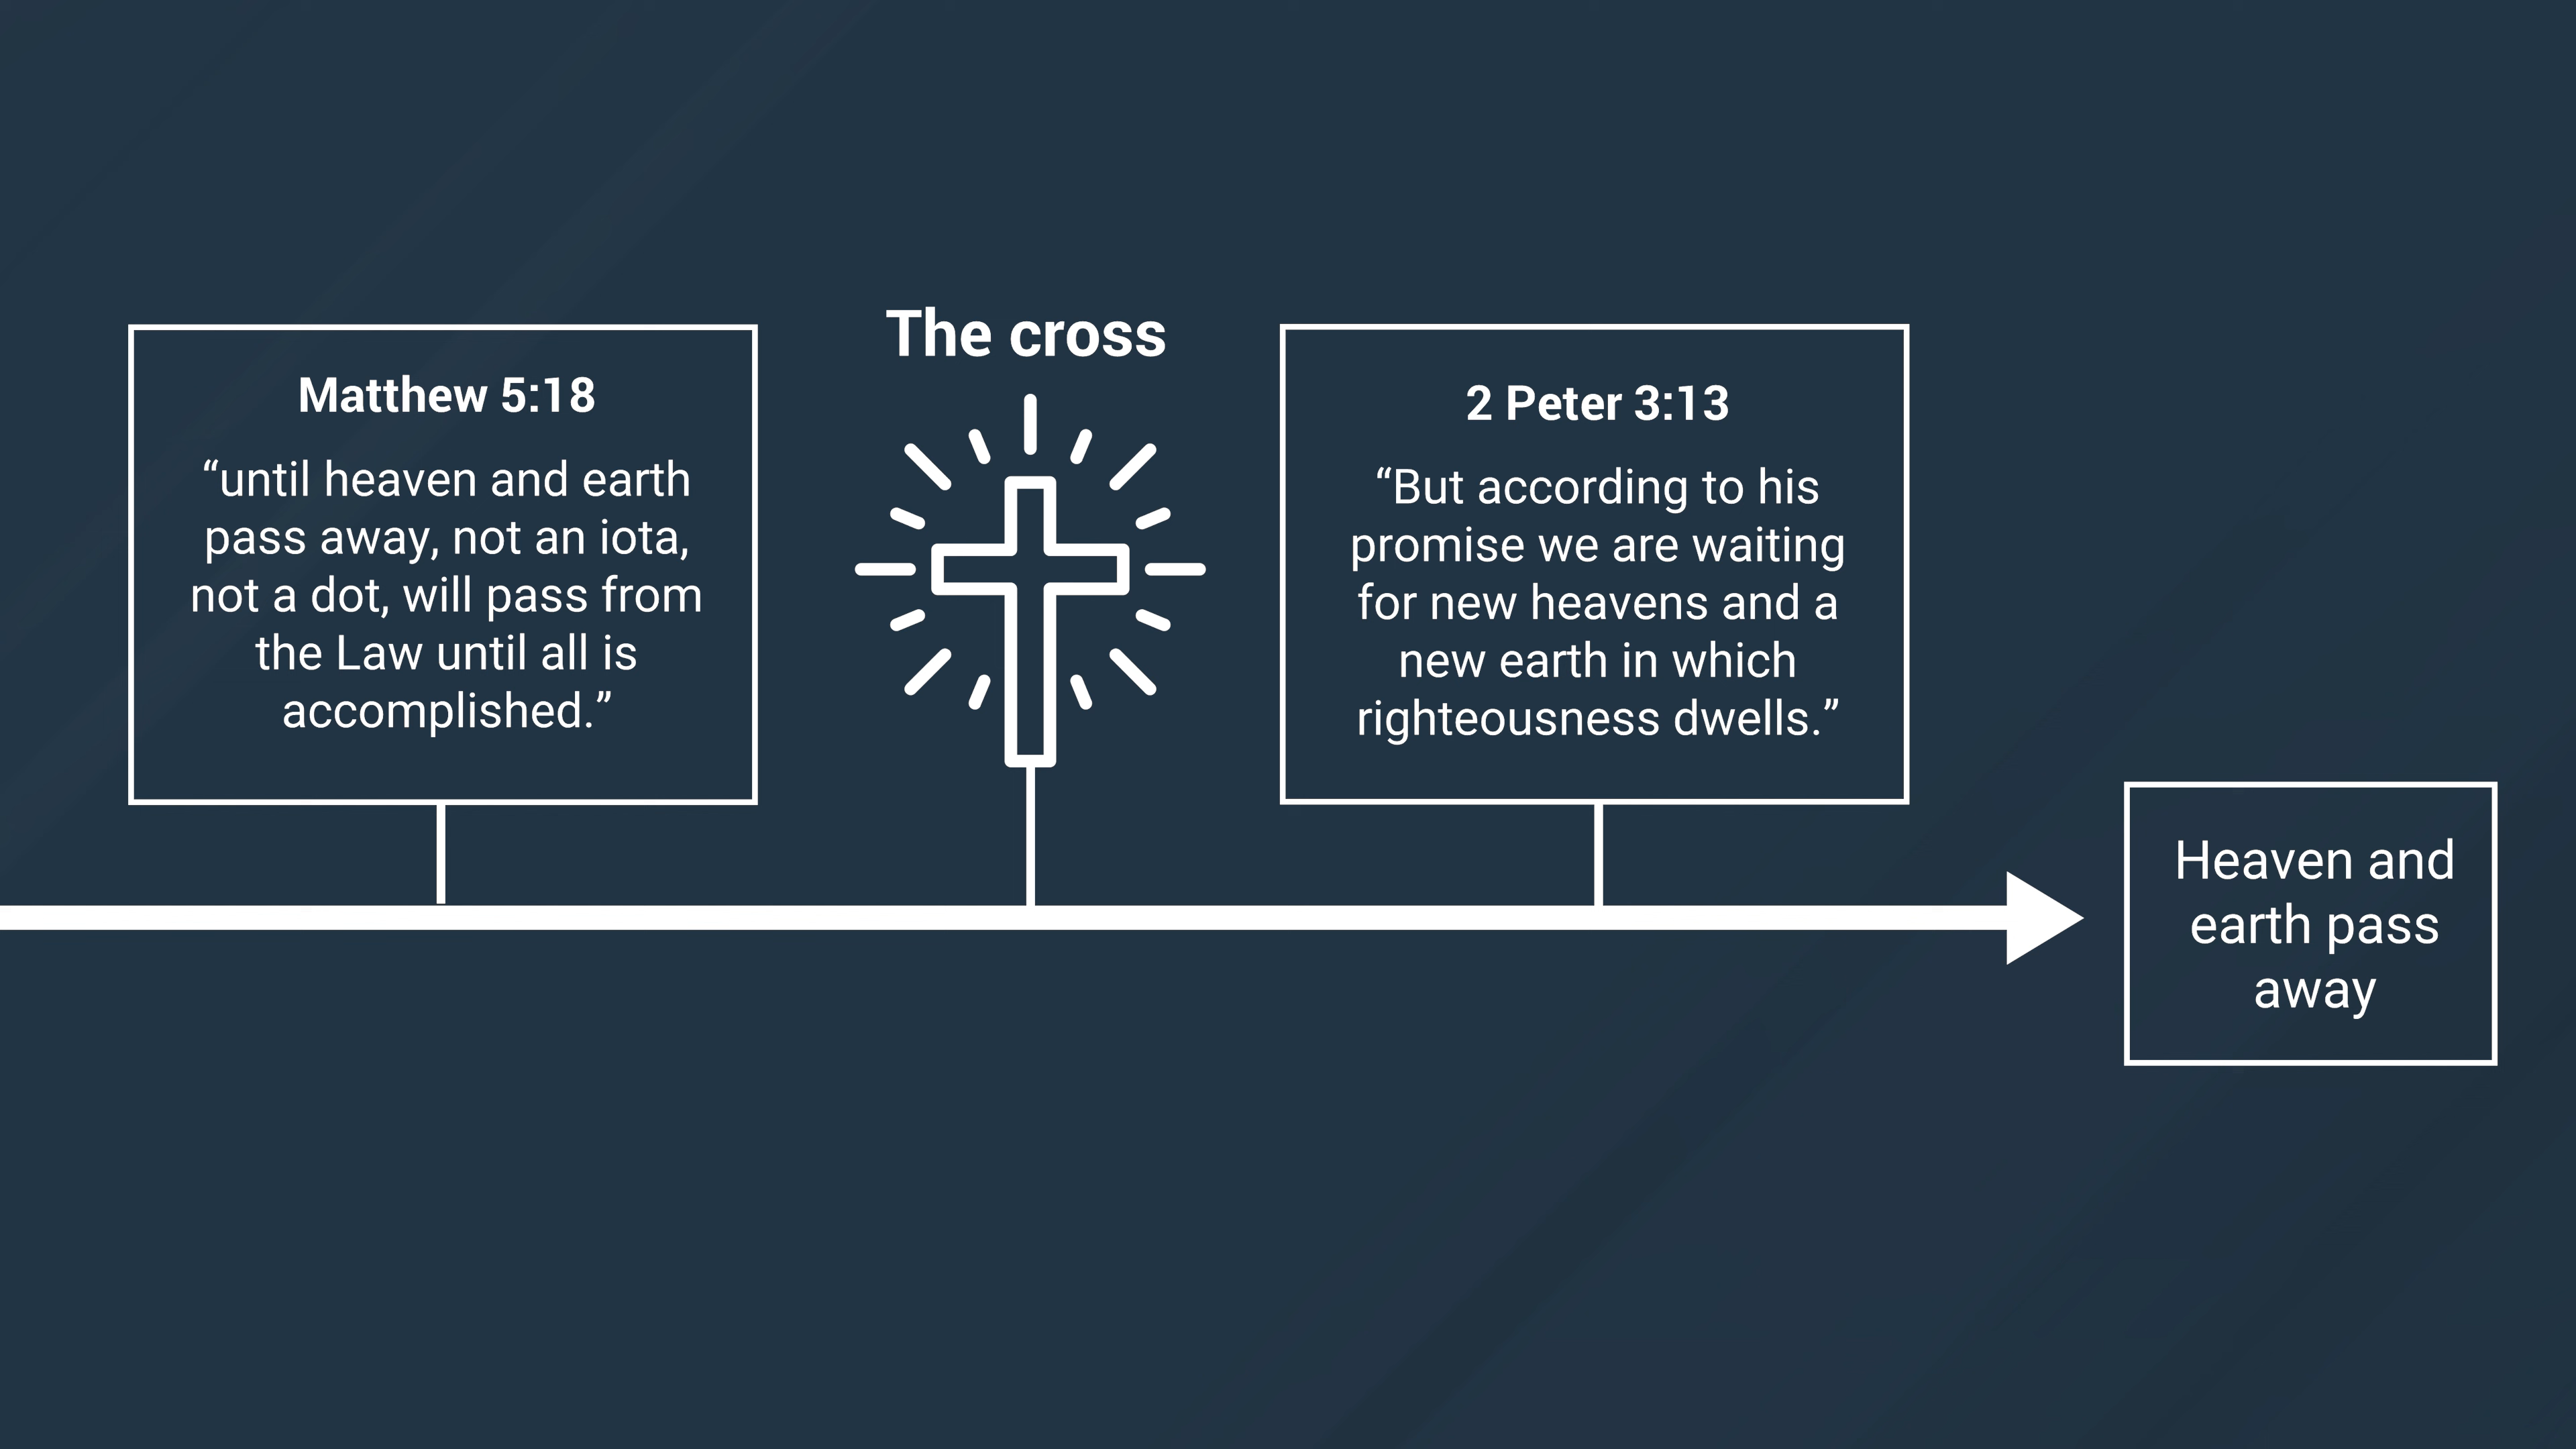 Matthew 5:18
“until heaven and earth
pass away, not an iota,
not a dot, will pass from
the Law until all is
accomplished.”
The cross
2 Peter 3:13
“But according to his
promise we are waiting
for new heavens and a
new earth in which
righteousness dwells.”
Heaven and
earth pass
away